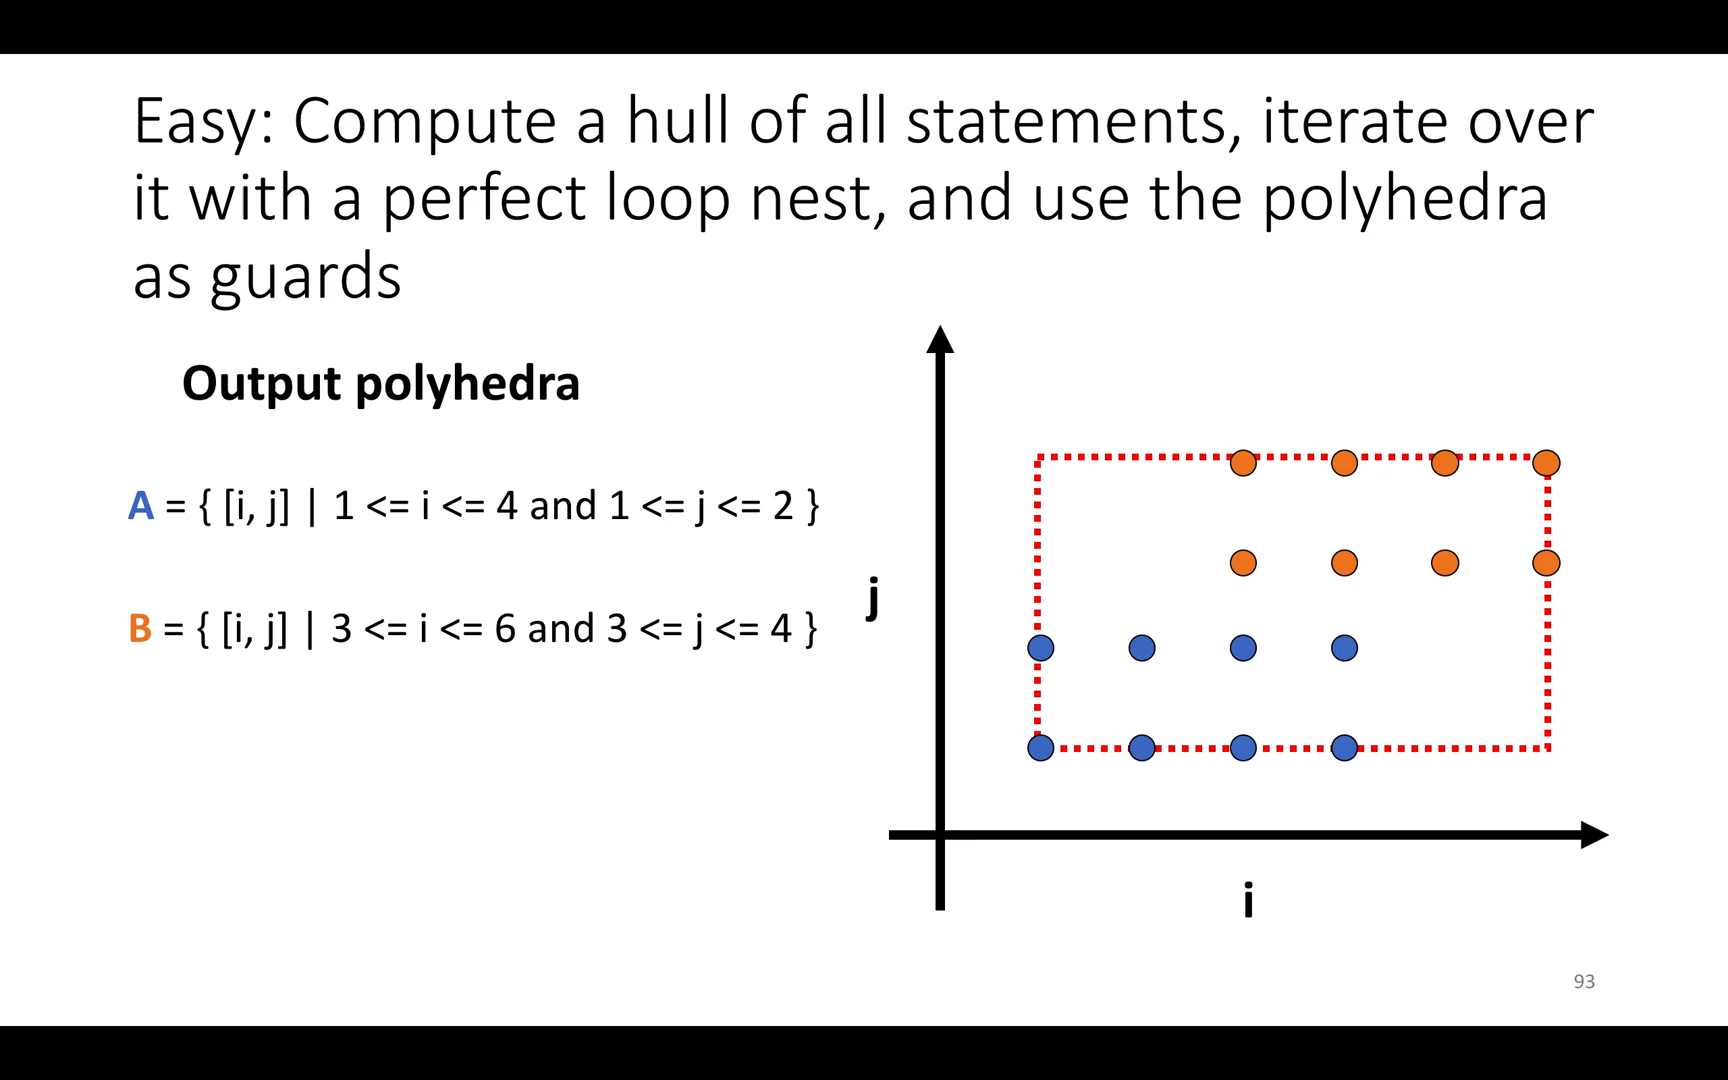 Easy: Compute a hull of all statements, iterate over
it with a perfect loop nest, and use the polyhedra
as guards
Output polyhedra
A = { [i, j] | 1 <= i <= 4 and 1 <= j <= 2 }
B = { [i, j] | 3 <= i <= 6 and 3 <= j <= 4 }
j
i
93